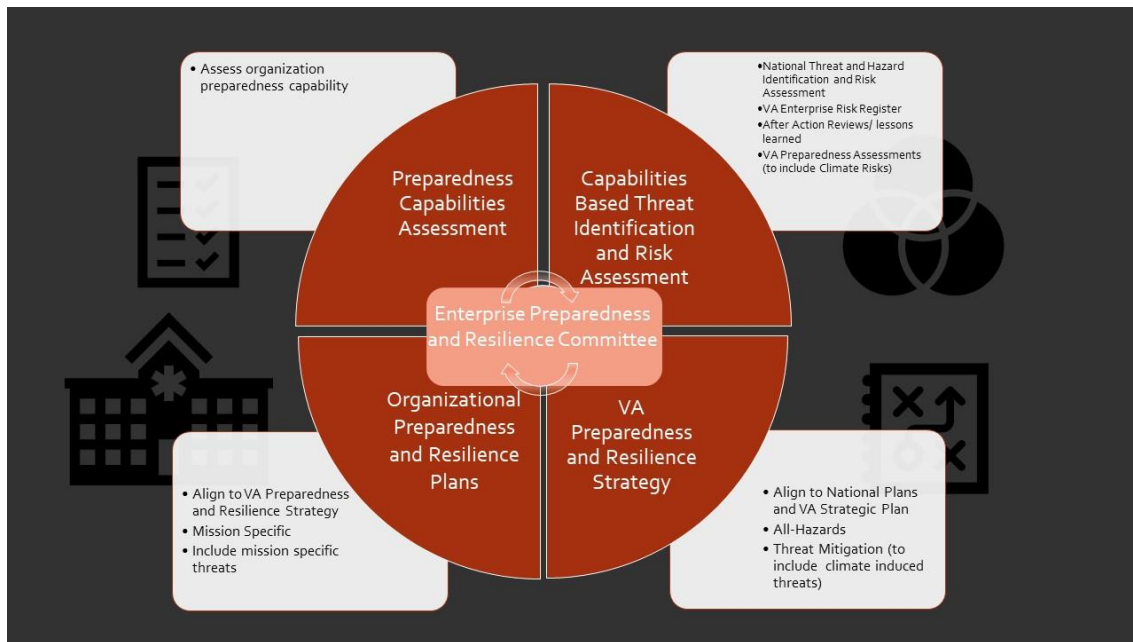 • Assess organization
preparedness capability
•National Threat and Hazard
Identification and Risk
Assessment
•VA Enterprise Risk Register
•After Action Reviews/ lessons
learned
•VA Preparedness Assessments
(to include Climate Risks)
Preparedness
Capabilities
Assessment
Capabilities
Based Threat
Identification
and Risk
Assessment
Enterprise Preparedness
and Resilience Committee
Organizational
Preparedness
and Resilience
Plans
VA
Preparedness
and Resilience
Strategy
• Align to VA Preparedness
and Resilience Strategy
• Mission Specific
• Include mission specific
threats
• Align to National Plans
and VA Strategic Plan
• All-Hazards
• Threat Mitigation (to
include climate induced
threats)